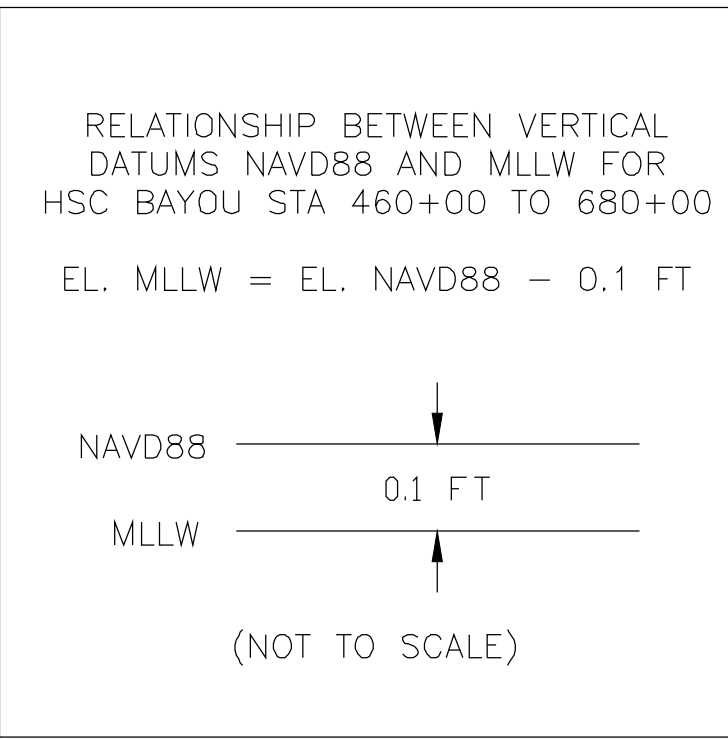 RELATIONSHIP BETWEEN VERTICAL
DATUMS NAVD88 AND MLLW FOR
HSC BAYOU STA 460+00 TO 680+00
EL. MLLW = EL. NAVD88 − 0.1 FT
NAVD88
0.1 FT
MLLW
(NOT TO SCALE)